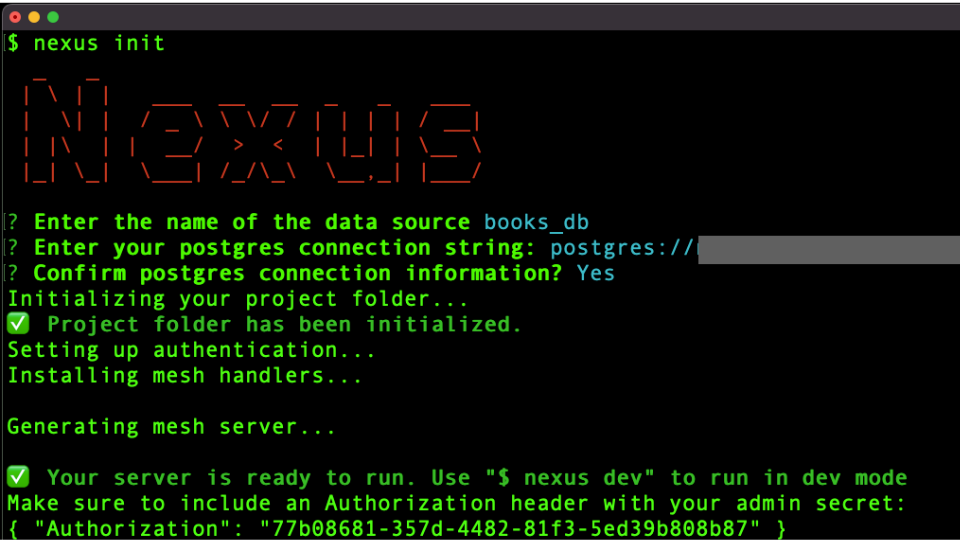 $ nexus init
Nexus
? Enter the name of the data source books_db
? Enter your postgres connection string: postgres://
? Confirm postgres connection information? Yes
Initializing your project folder...
✅ Project folder has been initialized.
Setting up authentication...
Installing mesh handlers...
Generating mesh server...
✅ Your server is ready to run. Use "$ nexus dev" to run in dev mode
Make sure to include an Authorization header with your admin secret:
{ "Authorization": "77b08681-357d-4482-81f3-5ed39b808b87" }